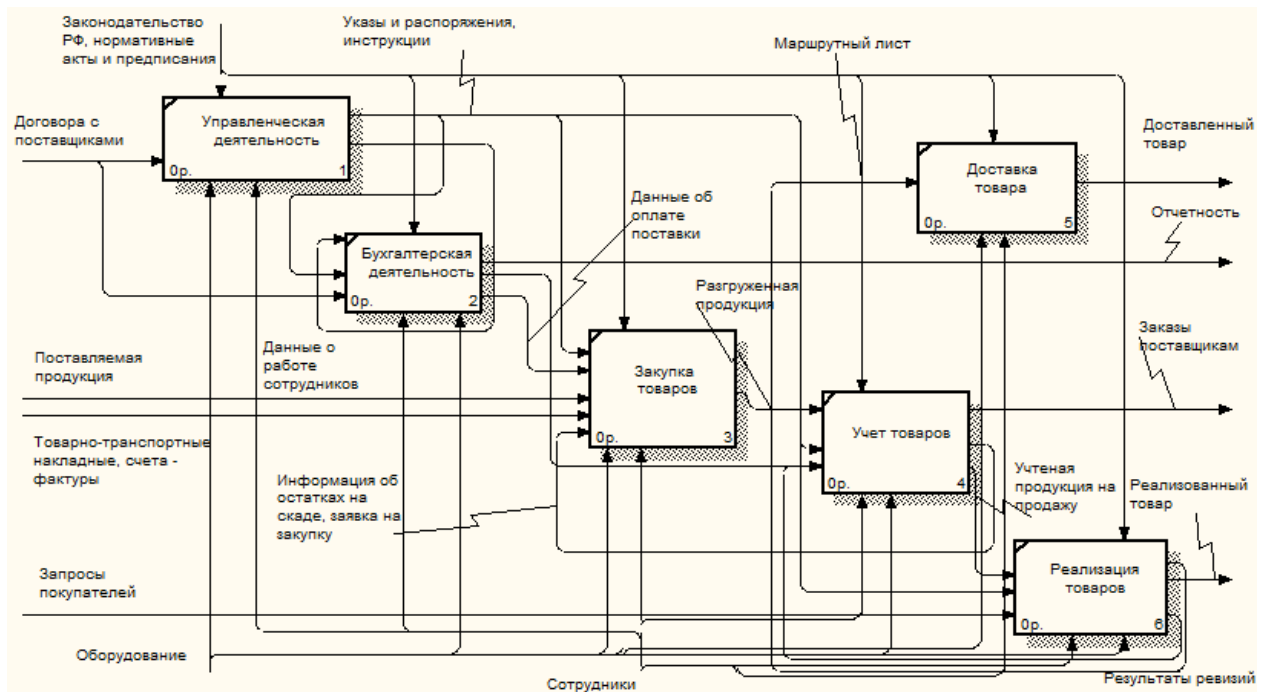 Законодательство
РФ, нормативные
акты и предписания
Указы и распоряжения,
инструкции
Маршрутный лист
Договора с
поставщиками
Управленческая
деятельность
0р.
1
Доставка
товара
0р.
5
Доставленный
товар
Данные об
оплате
поставки
Отчетность
Бухгалтерская
деятельность
0р.
2
Разгруженная
продукция
Заказы
поставщикам
Поставляемая
продукция
Данные о
работе
сотрудников
Закупка
товаров
0р.
3
Товарно-транспортные
накладные, счета -
фактуры
Учет товаров
0р.
4
Информация об
остатках на
скаде, заявка на
закупку
Учтеная
продукция на
продажу
Реализованный
товар
Запросы
покупателей
Реализация
товаров
0р.
6
Оборудование
Сотрудники
Результаты ревизий